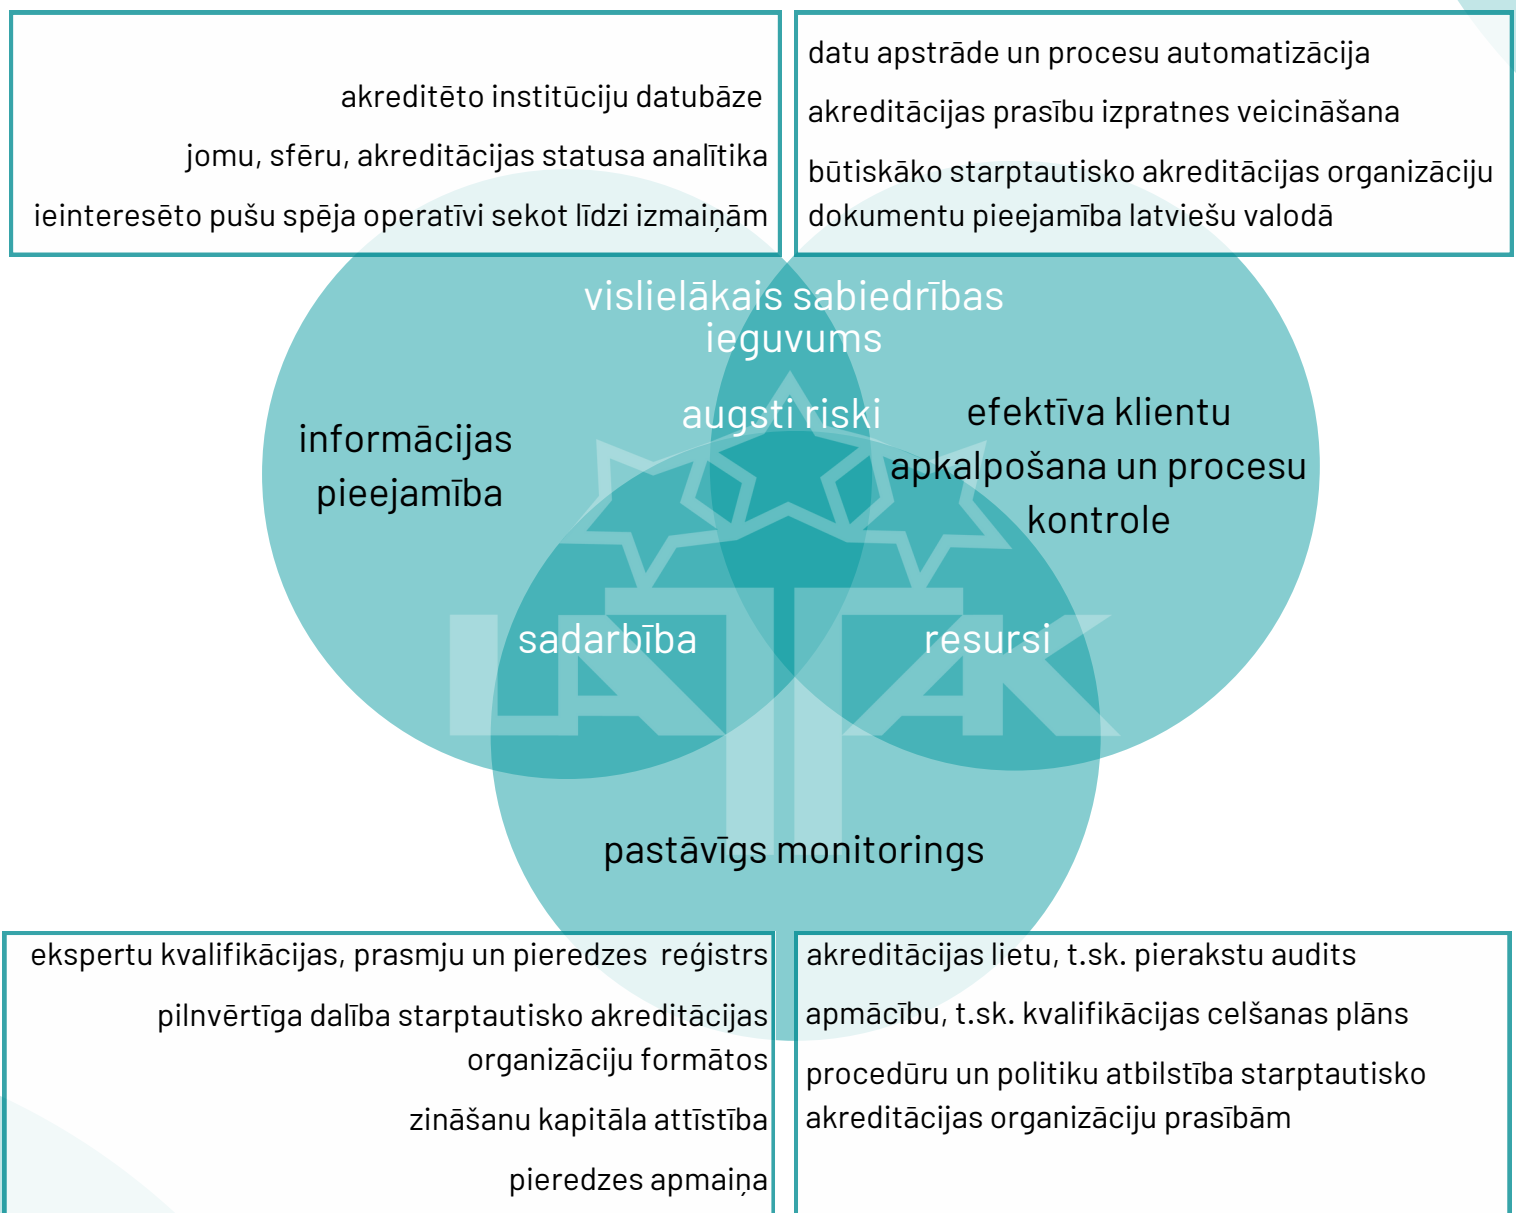 akreditēto institūciju datubāze
jomu, sfēru, akreditācijas statusa analītika
ieinteresēto pušu spēja operatīvi sekot līdzi izmaiņām
datu apstrāde un procesu automatizācija
akreditācijas prasību izpratnes veicināšana
būtiskāko starptautisko akreditācijas organizāciju
dokumentu pieejamība latviešu valodā
vislielākais sabiedrības
ieguvums
augsti riski
informācijas
pieejamība
efektīva klientu
apkalpošana un procesu
kontrole
sadarbība
resursi
LATAK
pastāvīgs monitorings
ekspertu kvalifikācijas, prasmju un pieredzes reģistrs
pilnvērtīga dalība starptautisko akreditācijas
organizāciju formātos
zināšanu kapitāla attīstība
pieredzes apmaiņa
akreditācijas lietu, t.sk. pierakstu audits
apmācību, t.sk. kvalifikācijas celšanas plāns
procedūru un politiku atbilstība starptautisko
akreditācijas organizāciju prasībām